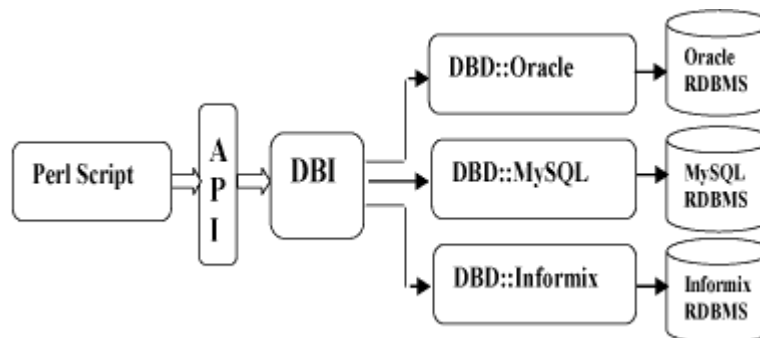 Perl Script
A
P
I
DBI
DBD::Oracle
Oracle
RDBMS
DBD::MySQL
MySQL
RDBMS
DBD::Informix
Informix
RDBMS